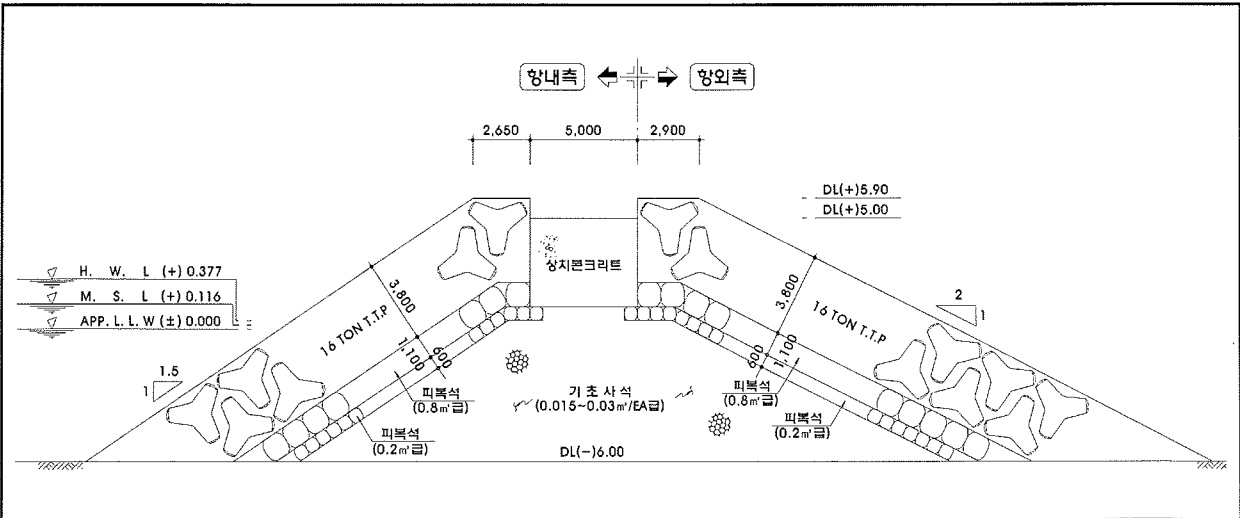 항내측 항외측
2,650 5,000 2,900
DL(+)5.90
DL(+)5.00
상치콘크리트
H. W. L (+) 0.377
M. S. L (+) 0.116
APP. L. L. W (±) 0.000
3,800
16 TON T.T.P
1,100
600
1.5
1
피복석
(0.8㎥급)
피복석
(0.2㎥급)
기초사석
(0.015~0.03㎥/EA급)
DL(-)6.00
3,800
16 TON T.T.P
1,100
600
2
1
피복석
(0.8㎥급)
피복석
(0.2㎥급)